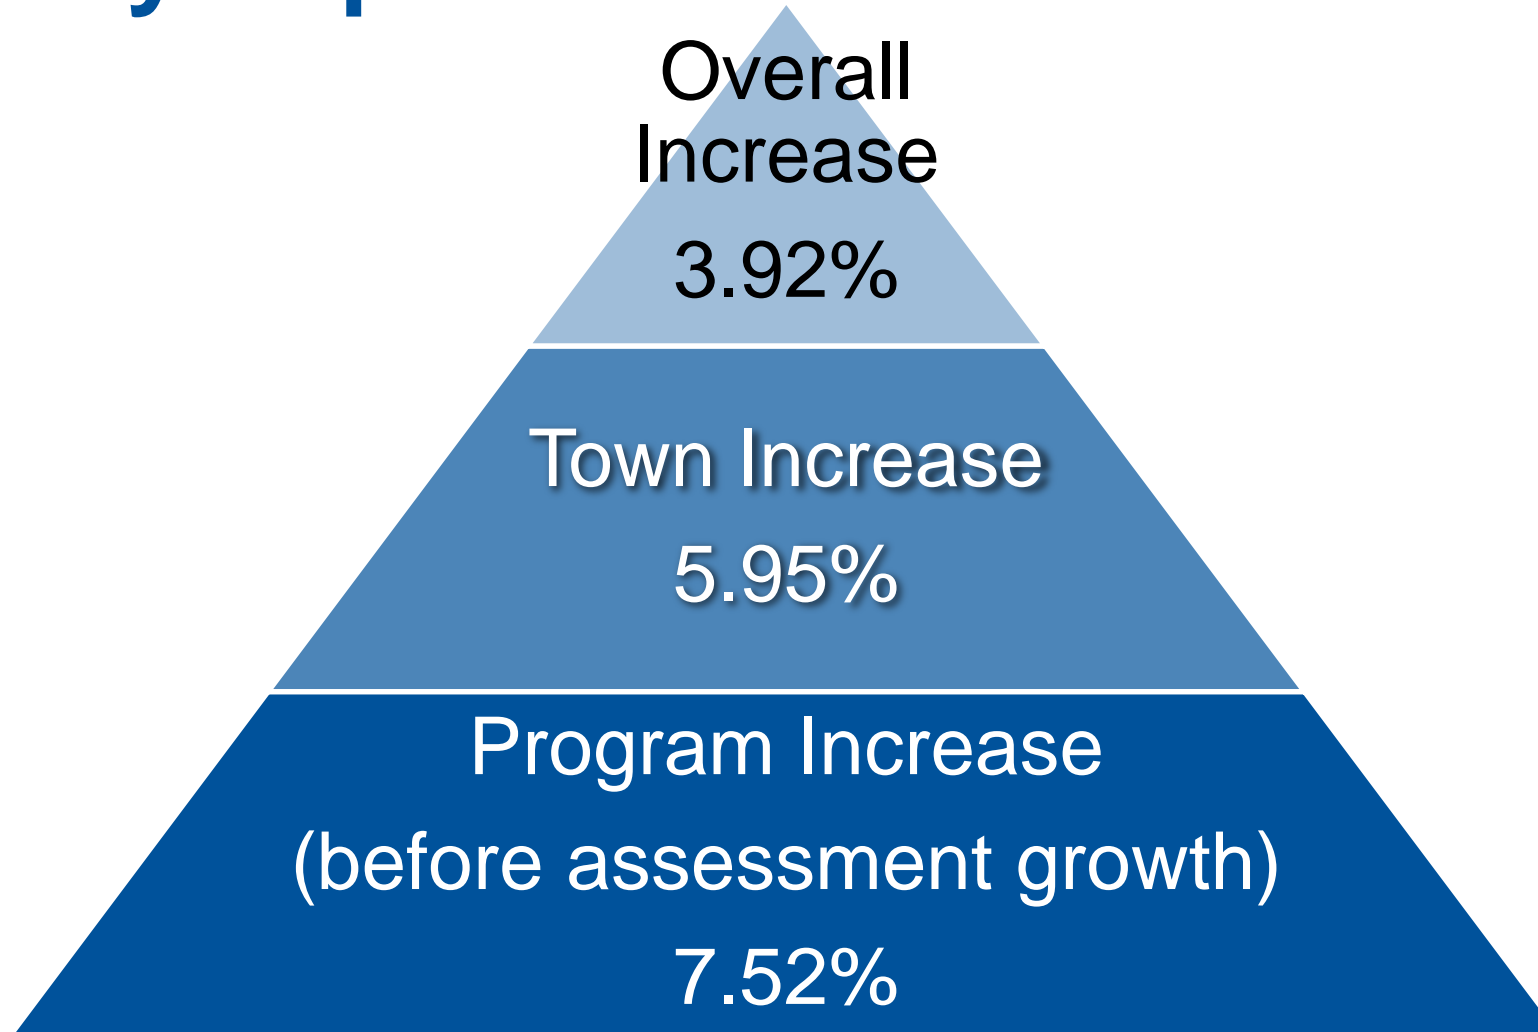 Overall
Increase
3.92%
Town Increase
5.95%
Program Increase
(before assessment growth)
7.52%